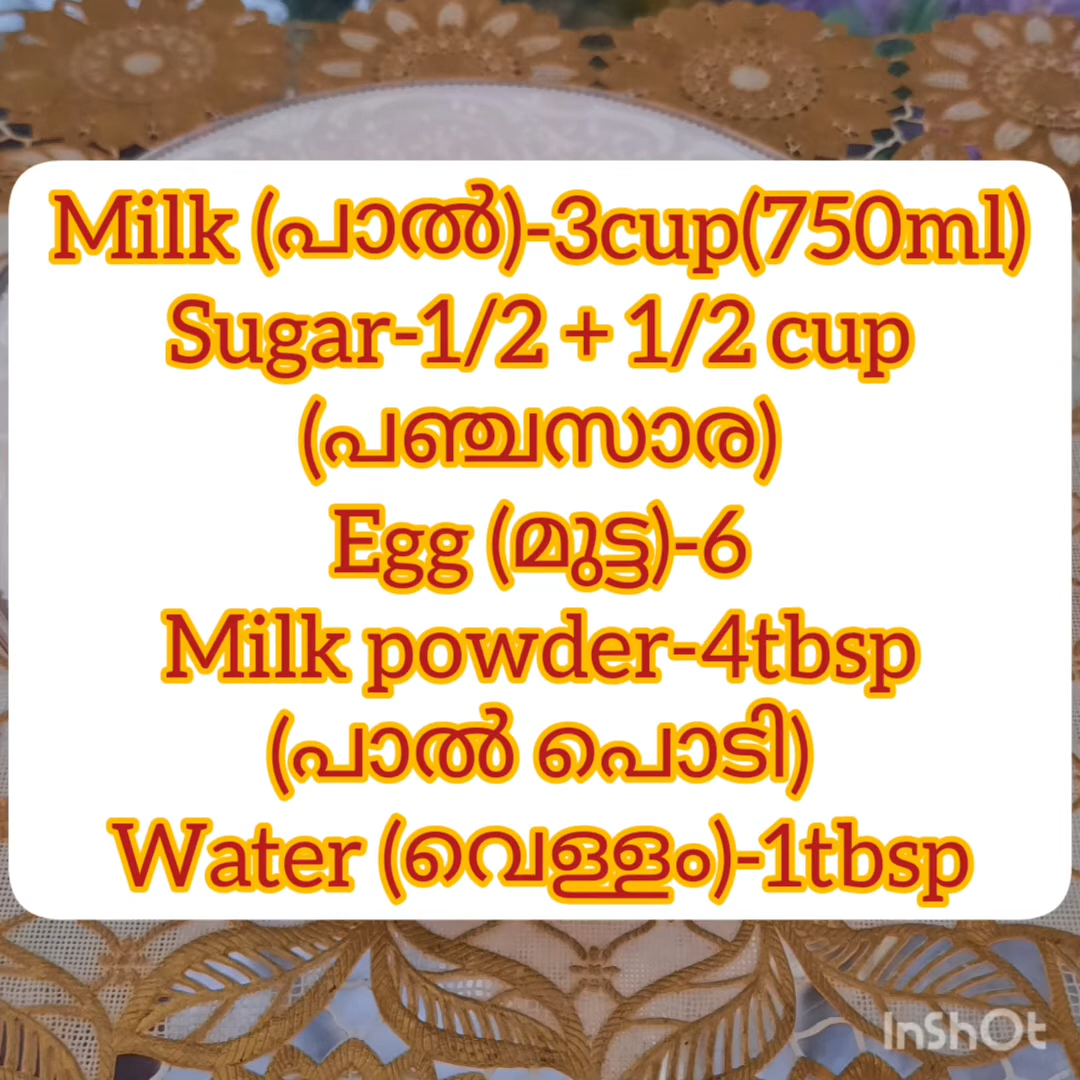 Milk (പാൽ)-3cup(750ml)
Sugar-1/2 + 1/2 cup
(പഞ്ചസാര)
Egg (മുട്ട)-6
Milk powder-4tbsp
(പാൽ പൊടി)
Water (വെള്ളം)-1tbsp
InShOt